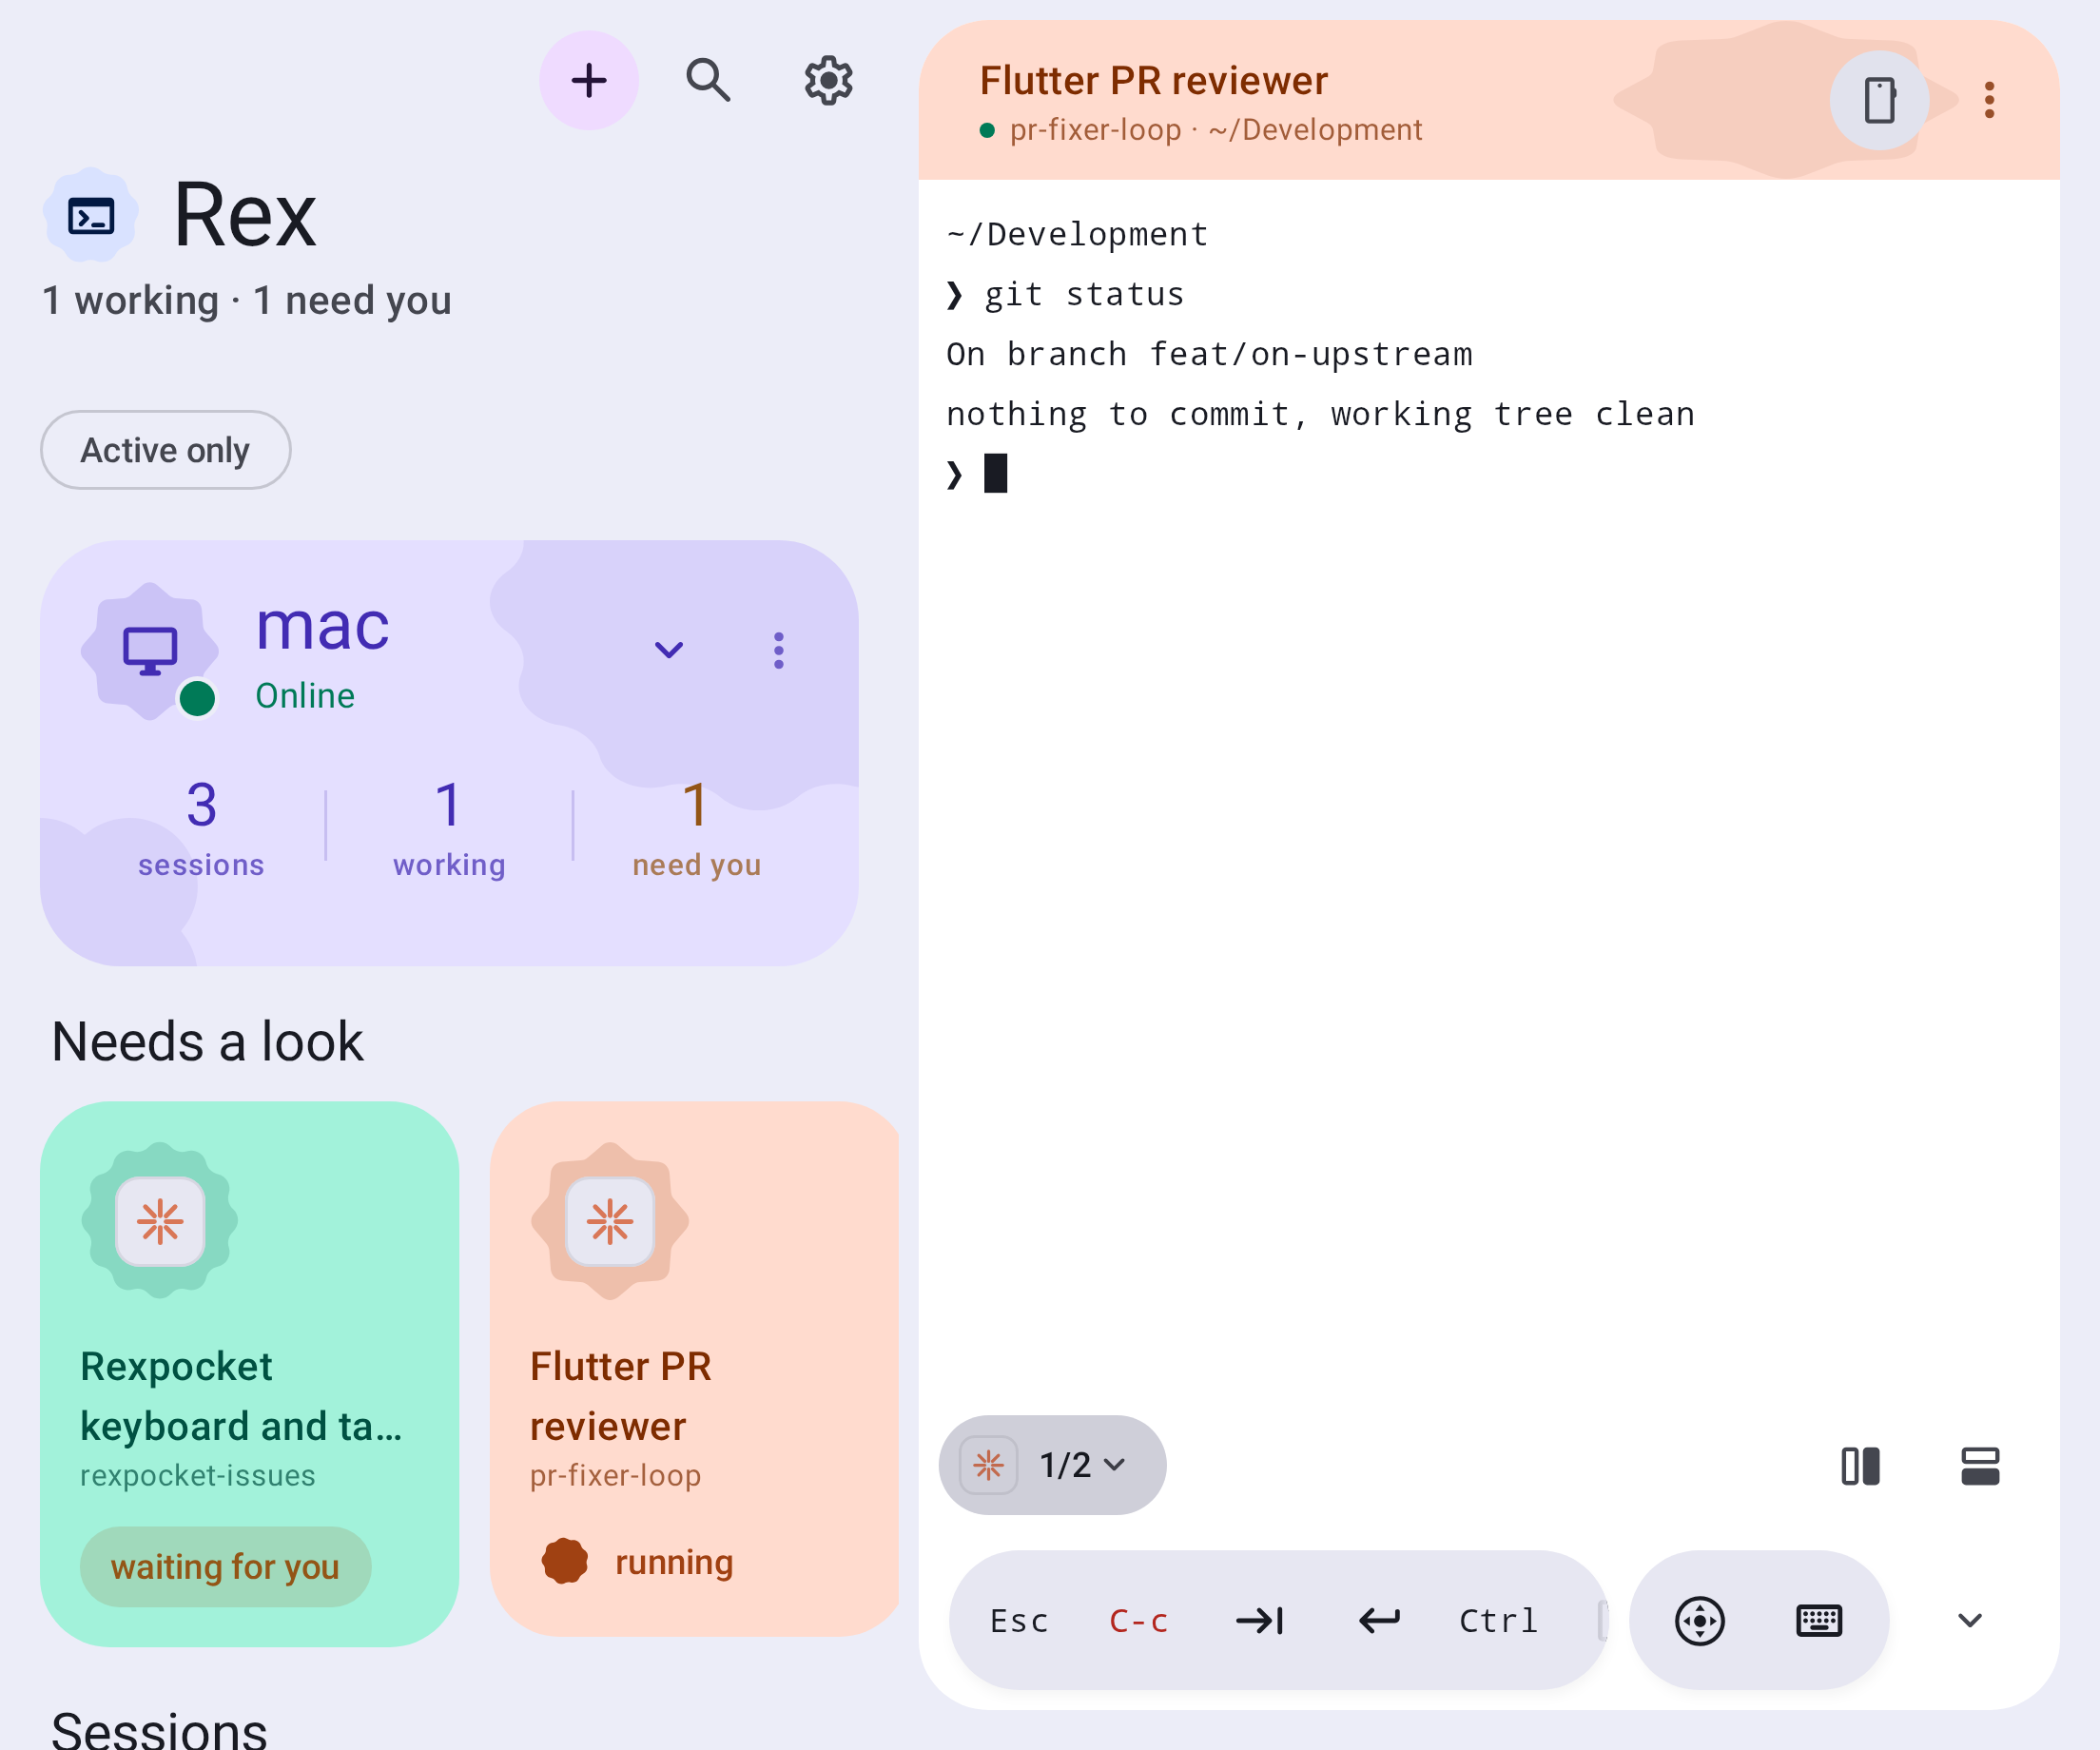 Rex
1 working · 1 need you
Active only
mac
Online
3
sessions
1
working
1
need you
Needs a look
Rexpocket
keyboard and ta...
rexpocket-issues
waiting for you
Flutter PR
reviewer
pr-fixer-loop
running
Sessions
Flutter PR reviewer
pr-fixer-loop · ~/Development
~/Development
❯ git status
On branch feat/on-upstream
nothing to commit, working tree clean
❯
1/2
Esc C-c Ctrl